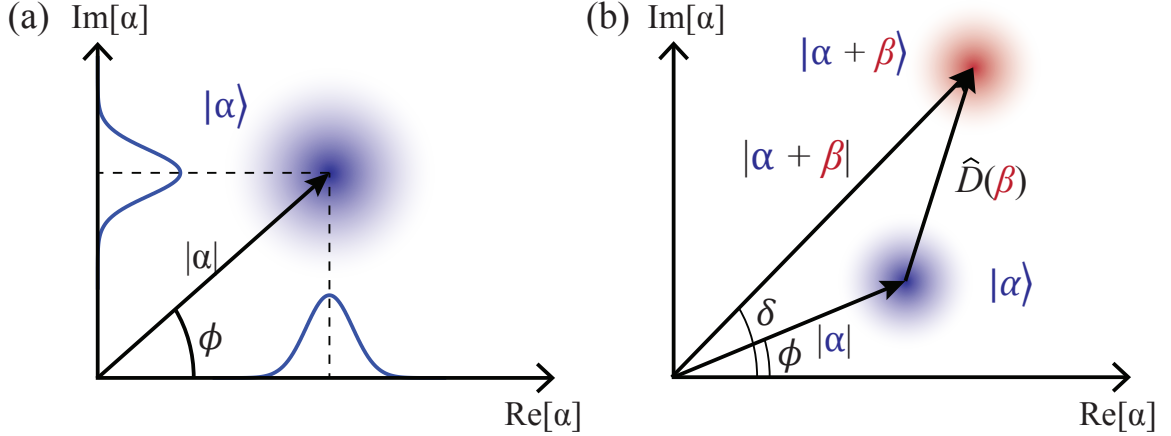 (a) Im[α]
|α⟩
|α|
ϕ
Re[α]
(b) Im[α]
|α + β⟩
|α + β|
D̂(β)
|α⟩
δ
ϕ
|α|
Re[α]